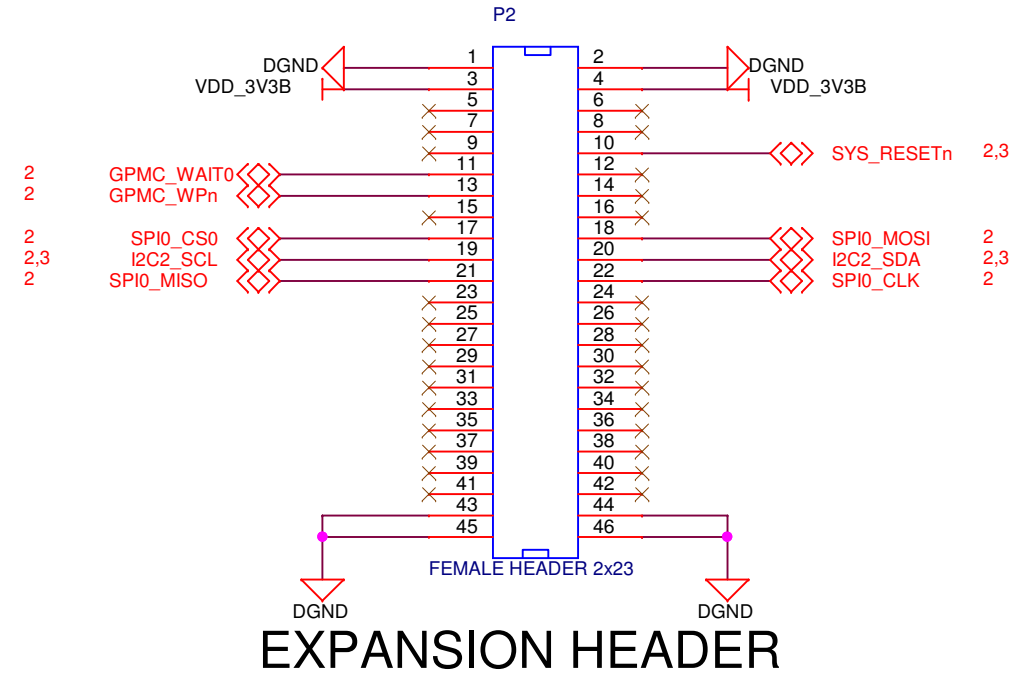 P2
1 2
DGND DGND
3 4
VDD_3V3B VDD_3V3B
5 6
7 8
9 10 SYS_RESETn 2,3
2 GPMC_WAIT0 11 12
2 GPMC_WPn 13 14
15 16
2 SPI0_CS0 17 18 SPI0_MOSI 2
2,3 I2C2_SCL 19 20 I2C2_SDA 2,3
2 SPI0_MISO 21 22 SPI0_CLK 2
23 24
25 26
27 28
29 30
31 32
33 34
35 36
37 38
39 40
41 42
43 44
45 46
FEMALE HEADER 2x23
DGND DGND
EXPANSION HEADER